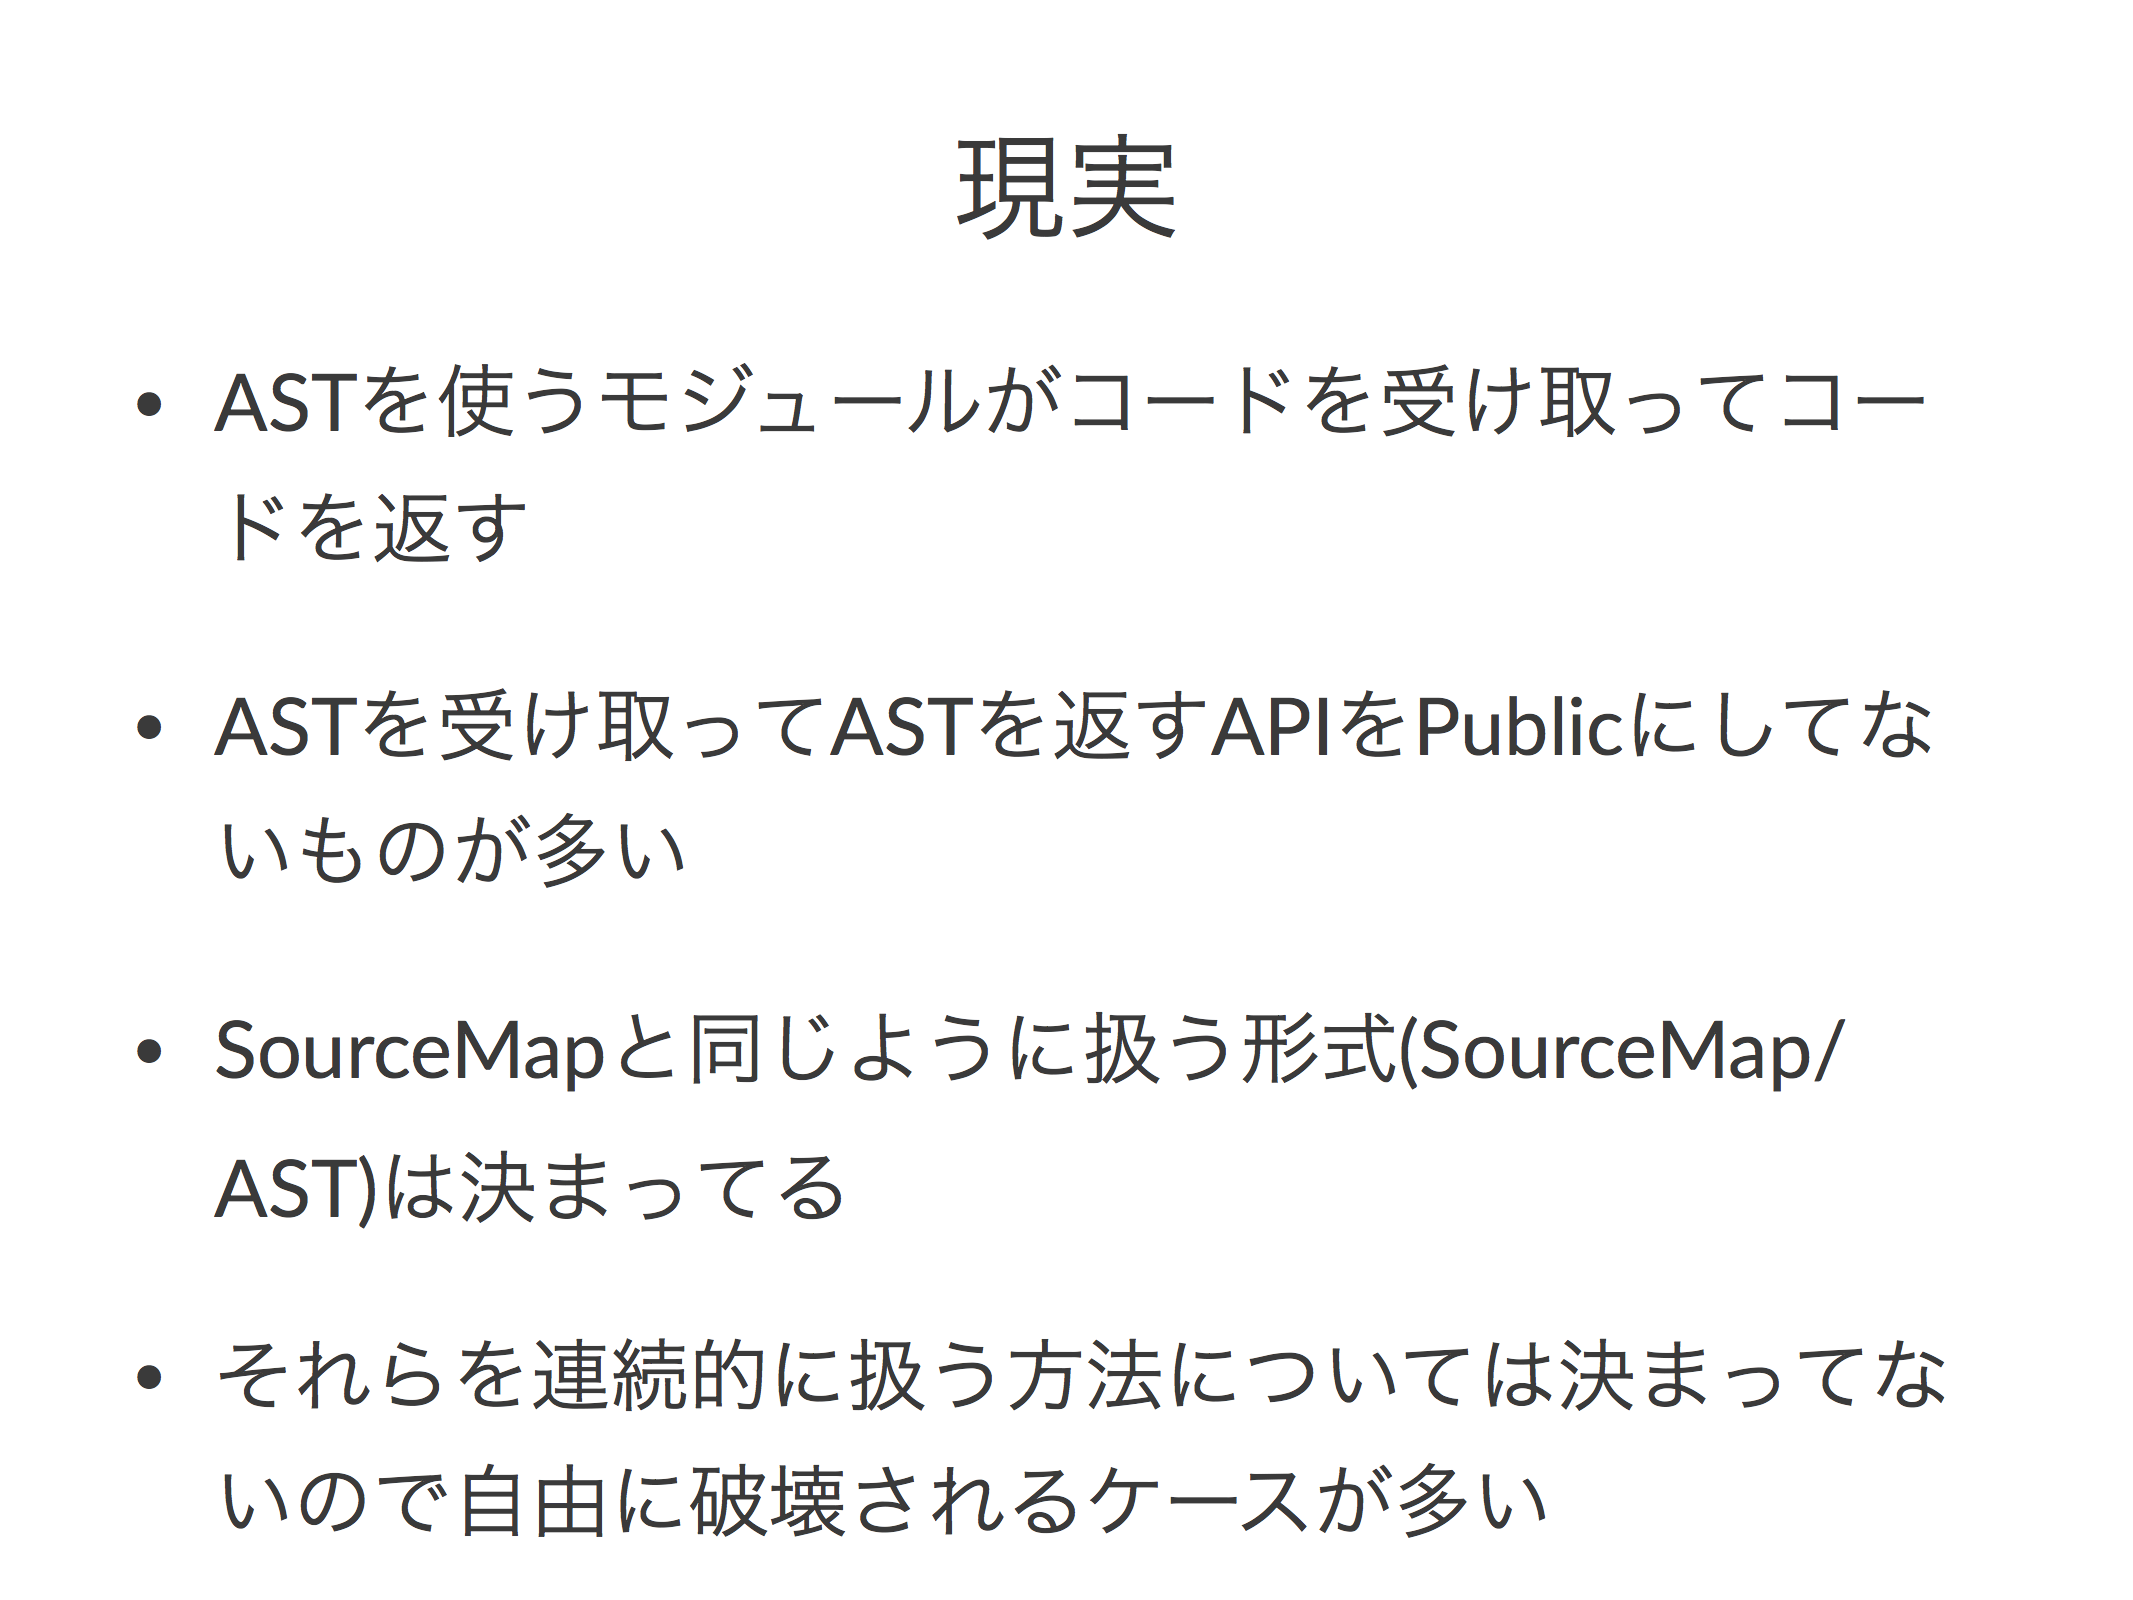 現実
• ASTを使うモジュールがコードを受け取ってコー
ドを返す
• ASTを受け取ってASTを返すAPIをPublicにしてな
いものが多い
• SourceMapと同じように扱う形式(SourceMap/
AST)は決まってる
• それらを連続的に扱う方法については決まってな
いので自由に破壊されるケースが多い